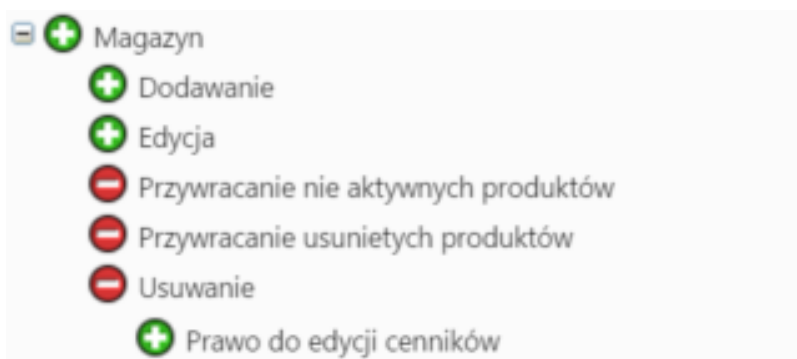 Magazyn
Dodawanie
Edycja
Przywracanie nie aktywnych produktów
Przywracanie usunietych produktów
Usuwanie
Prawo do edycji cenników